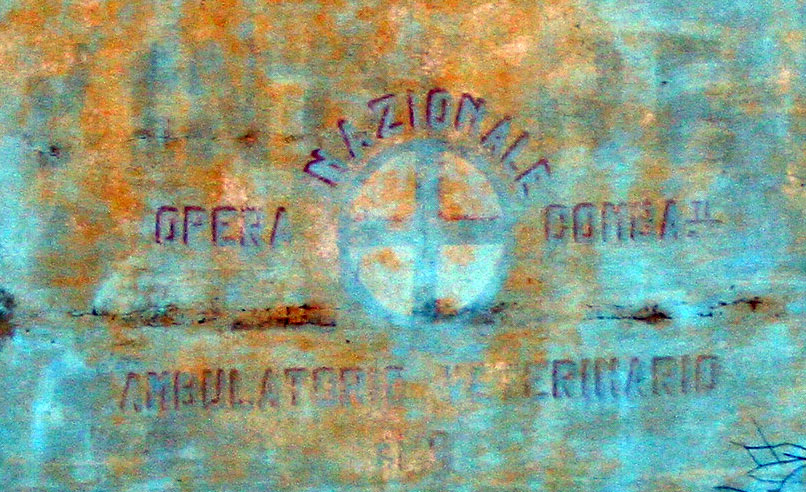 OPERA NAZIONALE COMBATT
AMBULATORIO VETERINARIO